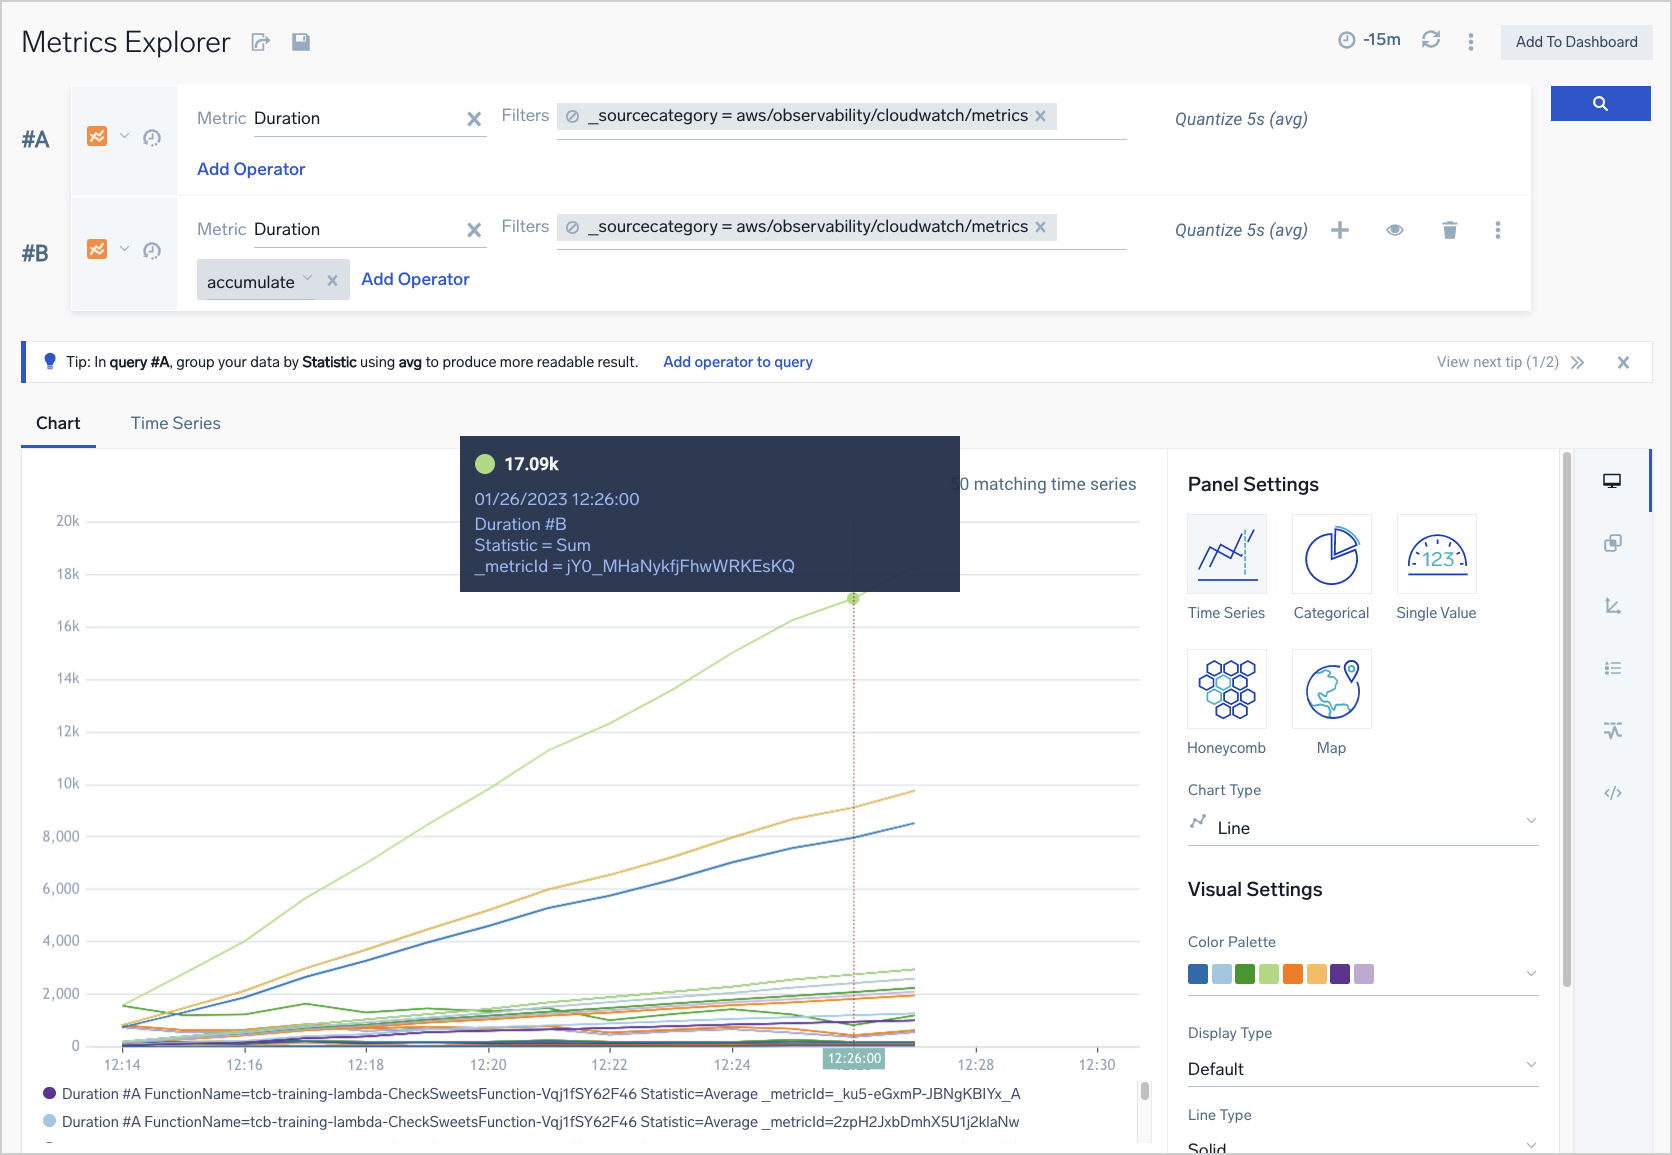 Metrics Explorer
-15m
Add To Dashboard
#A
Metric Duration
Filters _sourcecategory = aws/observability/cloudwatch/metrics
Quantize 5s (avg)
Add Operator
#B
Metric Duration
Filters _sourcecategory = aws/observability/cloudwatch/metrics
Quantize 5s (avg)
accumulate
Add Operator
Tip: In query #A, group your data by Statistic using avg to produce more readable result. Add operator to query
View next tip (1/2)
Chart
Time Series
17.09k
01/26/2023 12:26:00
Duration #B
Statistic = Sum
_metricId = jY0_MHaNykfjFhwWRKEsKQ
matching time series
20k
18k
16k
14k
12k
10k
8,000
6,000
4,000
2,000
0
12:14 12:16 12:18 12:20 12:22 12:24 12:26:00 12:28 12:30
Duration #A FunctionName=tcb-training-lambda-CheckSweetsFunction-Vqj1fSY62F46 Statistic=Average _metricId=_ku5-eGxmP-JBNgKBIYx_A
Duration #A FunctionName=tcb-training-lambda-CheckSweetsFunction-Vqj1fSY62F46 Statistic=Average _metricId=2zpH2JxbDmhX5U1j2klaNw
Panel Settings
123
Time Series Categorical Single Value
Honeycomb Map
Chart Type
Line
Visual Settings
Color Palette
Display Type
Default
Line Type
Solid